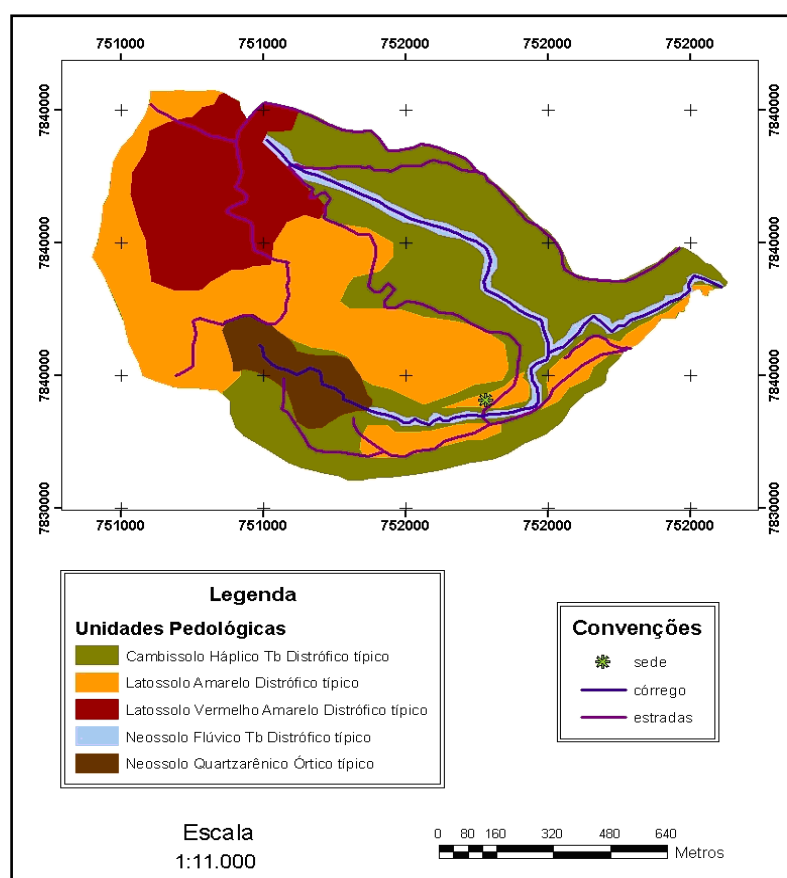 751000 751000 752000 752000 752000
7840000 7840000
7840000 7840000
7840000 7840000
7830000 7830000
751000 751000 752000 752000 752000
Legenda
Unidades Pedológicas
Cambissolo Háplico Tb Distrófico típico
Latossolo Amarelo Distrófico típico
Latossolo Vermelho Amarelo Distrófico típico
Neossolo Flúvico Tb Distrófico típico
Neossolo Quartzarênico Órtico típico
Convenções
sede
córrego
estradas
Escala
1:11.000
0 80 160 320 480 640
Metros